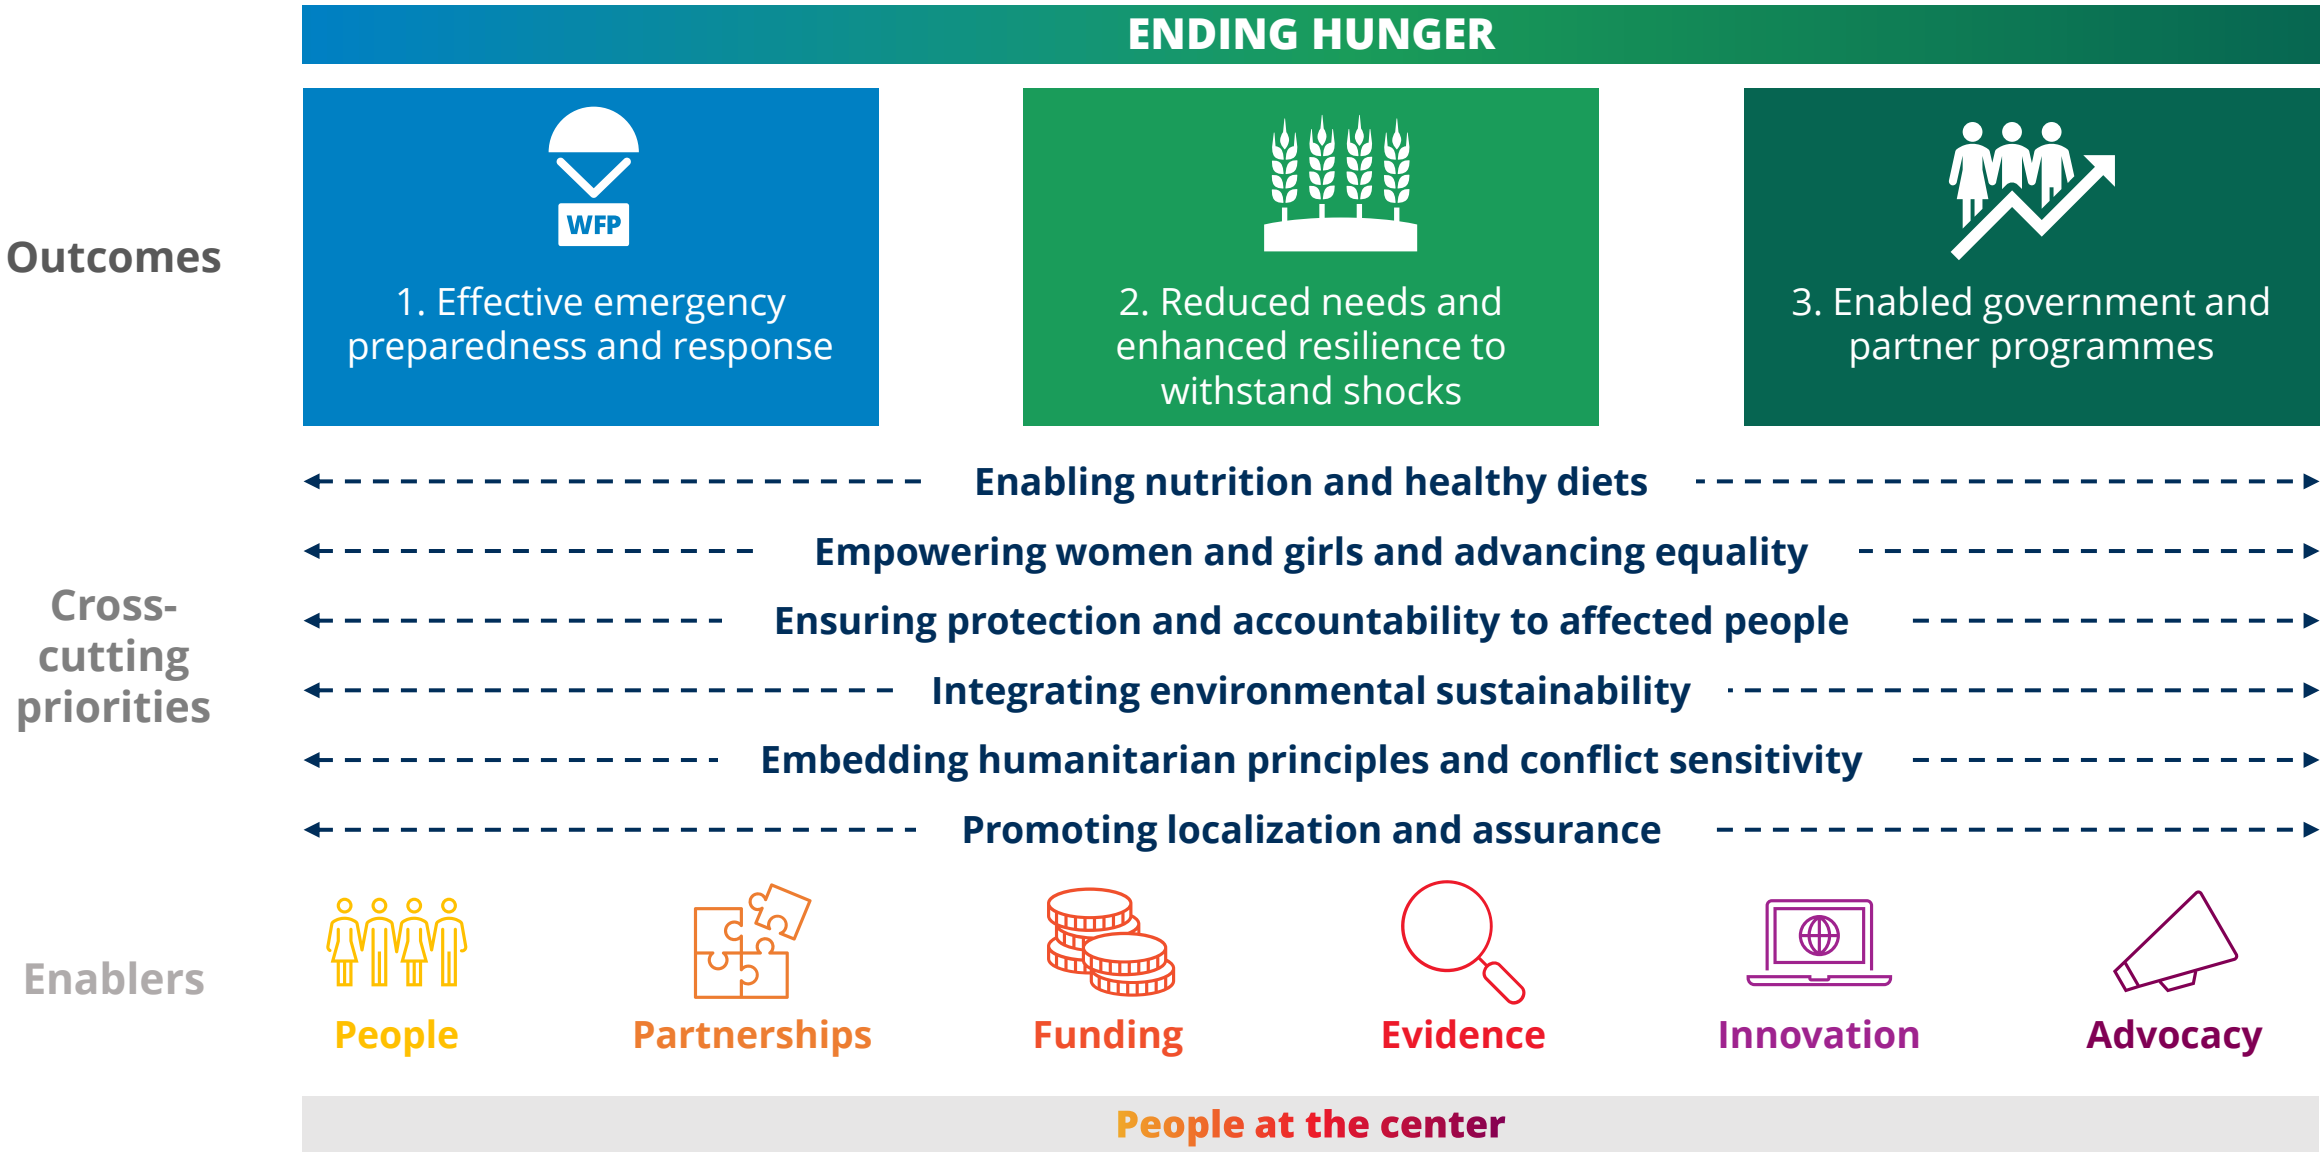 ENDING HUNGER
Outcomes
WFP
1. Effective emergency
preparedness and response
2. Reduced needs and
enhanced resilience to
withstand shocks
3. Enabled government and
partner programmes
Cross-
cutting
priorities
Enabling nutrition and healthy diets
Empowering women and girls and advancing equality
Ensuring protection and accountability to affected people
Integrating environmental sustainability
Embedding humanitarian principles and conflict sensitivity
Promoting localization and assurance
Enablers
People
Partnerships
Funding
Evidence
Innovation
Advocacy
People at the center